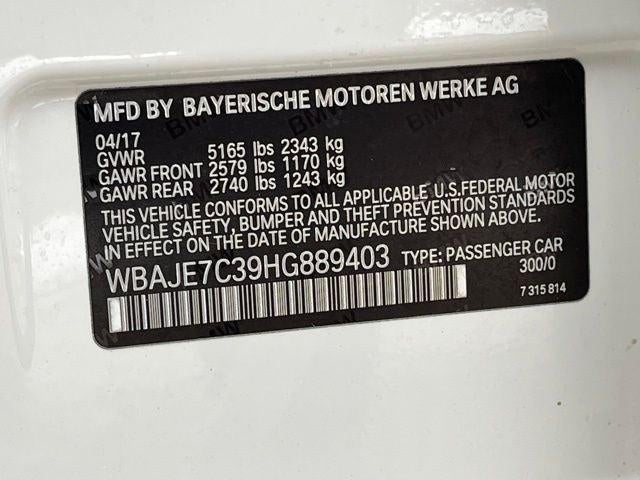 MFD BY BAYERISCHE MOTOREN WERKE AG
04/17
GVWR 5165 lbs 2343 kg
GAWR FRONT 2579 lbs 1170 kg
GAWR REAR 2740 lbs 1243 kg
THIS VEHICLE CONFORMS TO ALL APPLICABLE U.S.FEDERAL MOTOR
VEHICLE SAFETY, BUMPER AND THEFT PREVENTION STANDARDS
IN EFFECT ON THE DATE OF MANUFACTURE SHOWN ABOVE.
WBAJE7C39HG889403 TYPE: PASSENGER CAR
300/0
7 315 814